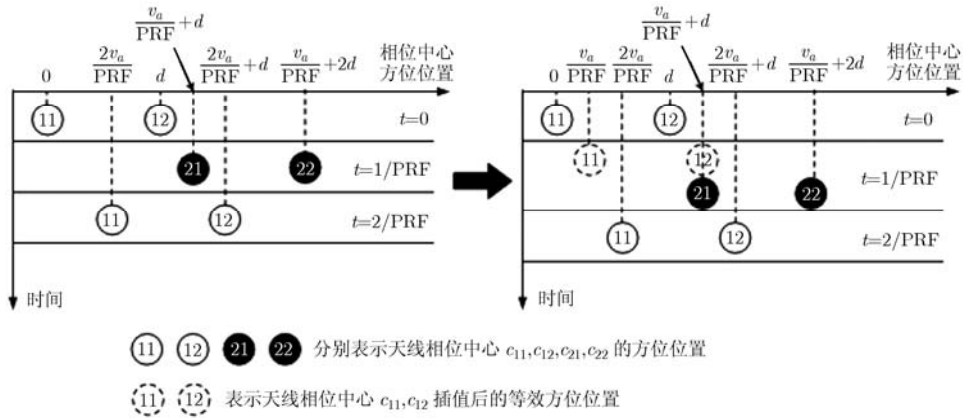 v_a/PRF+d
0 2v_a/PRF d 2v_a/PRF+d v_a/PRF+2d 相位中心方位位置
11 12 t=0
21 22 t=1/PRF
11 12 t=2/PRF
时间
v_a/PRF+d
0 v_a/PRF 2v_a/PRF d 2v_a/PRF+d v_a/PRF+2d 相位中心方位位置
11 12 t=0
11 12
21 22 t=1/PRF
11 12 t=2/PRF
时间
11 12 21 22 分别表示天线相位中心 c11,c12,c21,c22 的方位位置
11 12 表示天线相位中心 c11,c12 插值后的等效方位位置